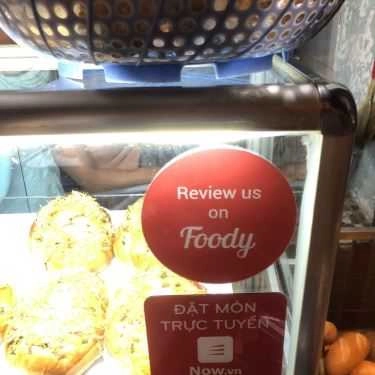 Review us
on
Foody
ĐẶT MÓN
TRỰC TUYẾN
Now.vn